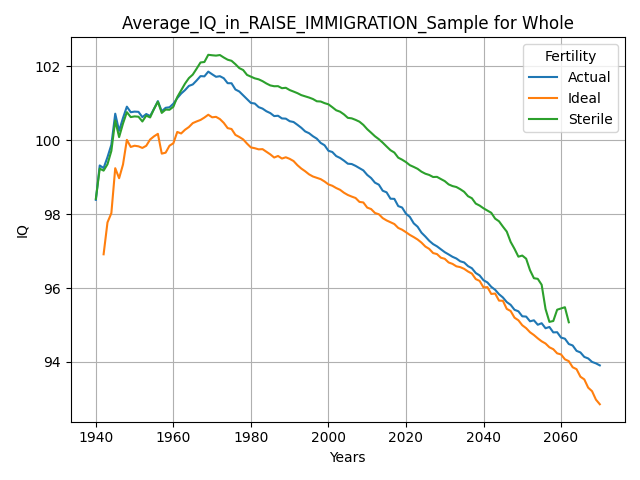 Average_IQ_in_RAISE_IMMIGRATION_Sample for Whole
Fertility
Actual
Ideal
Sterile
IQ
102
100
98
96
94
1940 1960 1980 2000 2020 2040 2060
Years